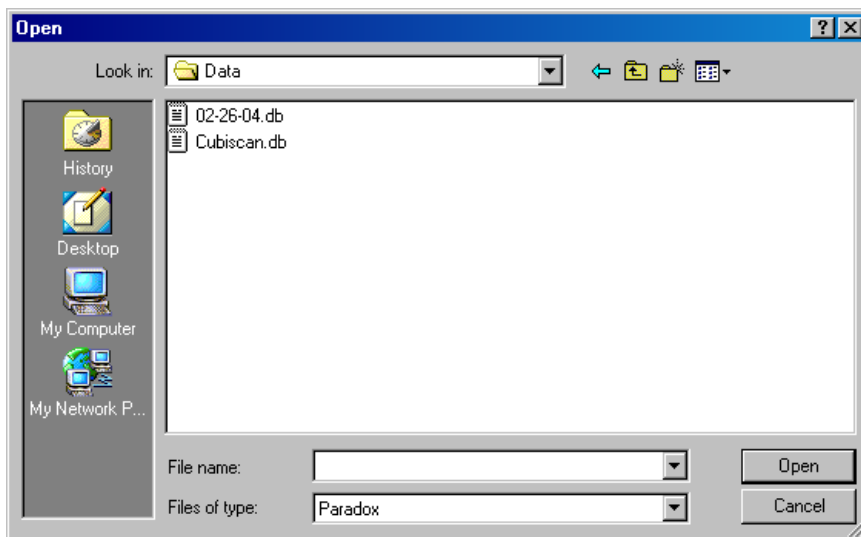 Open
Look in: Data
02-26-04.db
Cubiscan.db
History
Desktop
My Computer
My Network P...
File name:
Open
Files of type: Paradox
Cancel